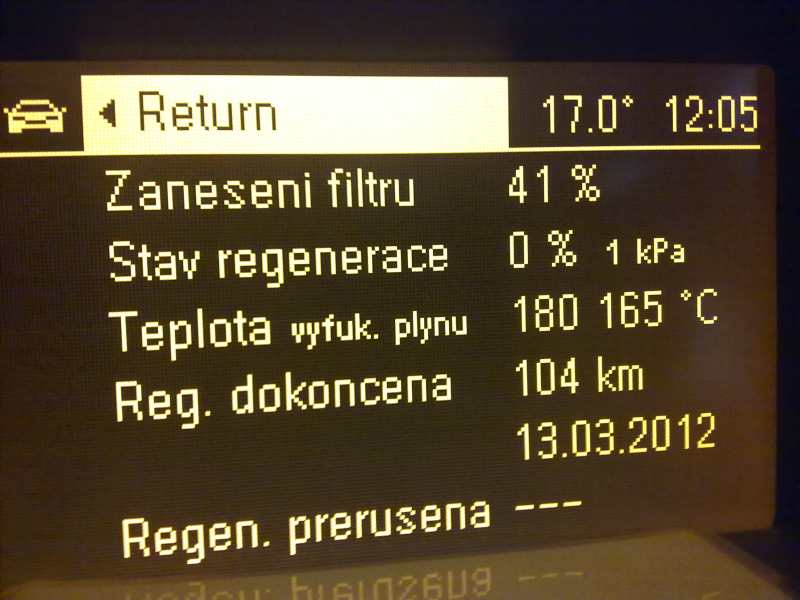 Return 17.0° 12:05
Zaneseni filtru 41 %
Stav regenerace 0 % 1 kPa
Teplota vyfuk. plynu 180 165 °C
Reg. dokoncena 104 km
13.03.2012
Regen. prerusena ---